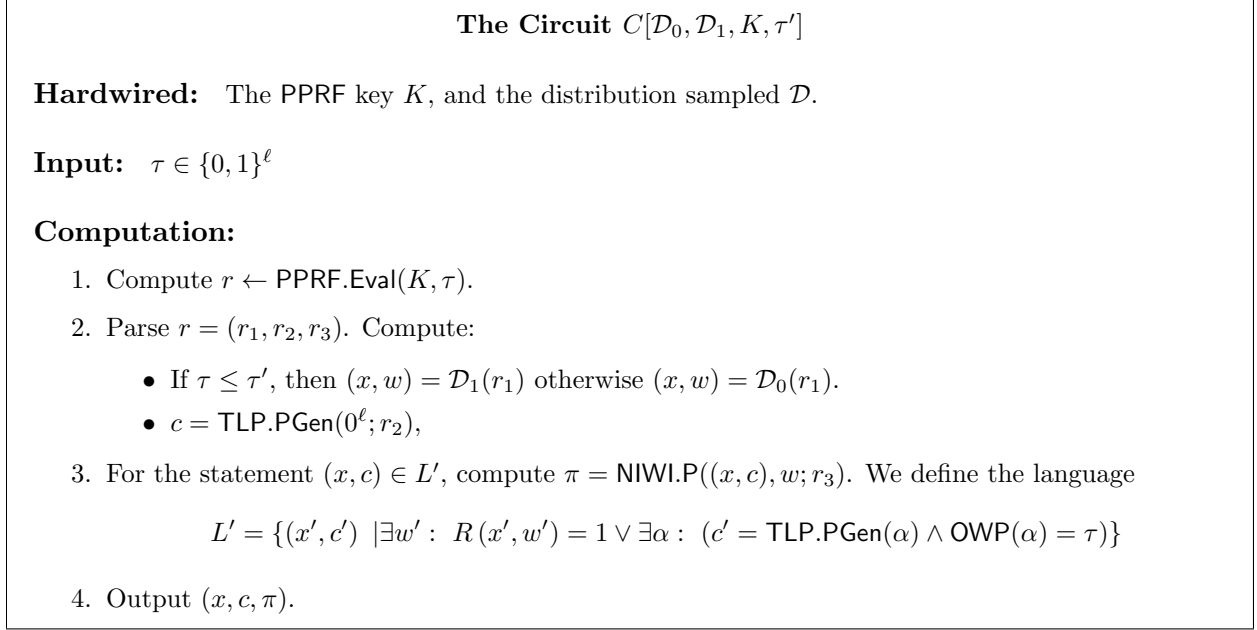 The Circuit C[𝒟₀, 𝒟₁, K, τ′]
Hardwired: The PPRF key K, and the distribution sampled 𝒟.
Input: τ ∈ {0, 1}^ℓ
Computation:
1. Compute r ← PPRF.Eval(K, τ).
2. Parse r = (r₁, r₂, r₃). Compute:
• If τ ≤ τ′, then (x, w) = 𝒟₁(r₁) otherwise (x, w) = 𝒟₀(r₁).
• c = TLP.PGen(0^ℓ; r₂),
3. For the statement (x, c) ∈ L′, compute π = NIWI.P((x, c), w; r₃). We define the language
L′ = {(x′, c′) |∃w′ : R (x′, w′) = 1 ∨ ∃α : (c′ = TLP.PGen(α) ∧ OWP(α) = τ)}
4. Output (x, c, π).